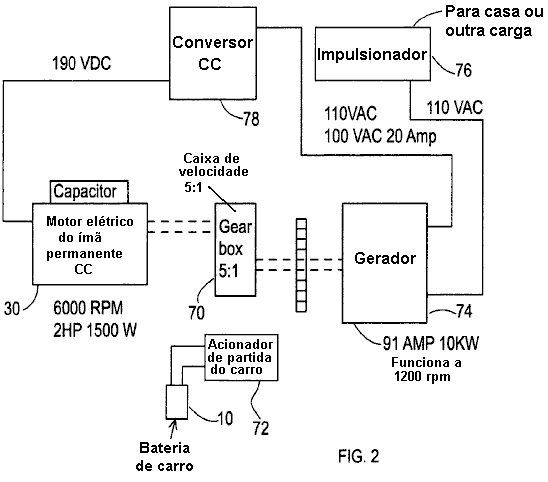 Conversor
CC
190 VDC
78
Para casa ou
outra carga
Impulsionador
76
110VAC
100 VAC 20 Amp
110 VAC
Capacitor
Motor elétrico
do ímã
permanente
CC
30
6000 RPM
2HP 1500 W
Caixa de
velocidade
5:1
Gear
box
5:1
70
Gerador
74
91 AMP 10KW
Funciona a
1200 rpm
Acionador
de partida
do carro
72
10
Bateria
de carro
FIG. 2